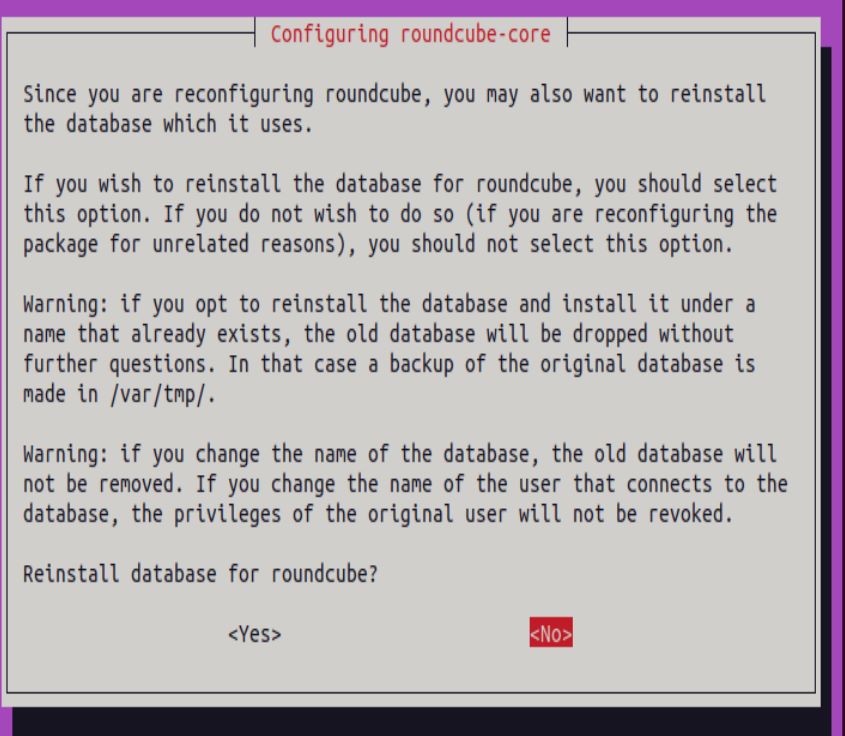 Configuring roundcube-core
Since you are reconfiguring roundcube, you may also want to reinstall
the database which it uses.
If you wish to reinstall the database for roundcube, you should select
this option. If you do not wish to do so (if you are reconfiguring the
package for unrelated reasons), you should not select this option.
Warning: if you opt to reinstall the database and install it under a
name that already exists, the old database will be dropped without
further questions. In that case a backup of the original database is
made in /var/tmp/.
Warning: if you change the name of the database, the old database will
not be removed. If you change the name of the user that connects to the
database, the privileges of the original user will not be revoked.
Reinstall database for roundcube?
<Yes> <No>